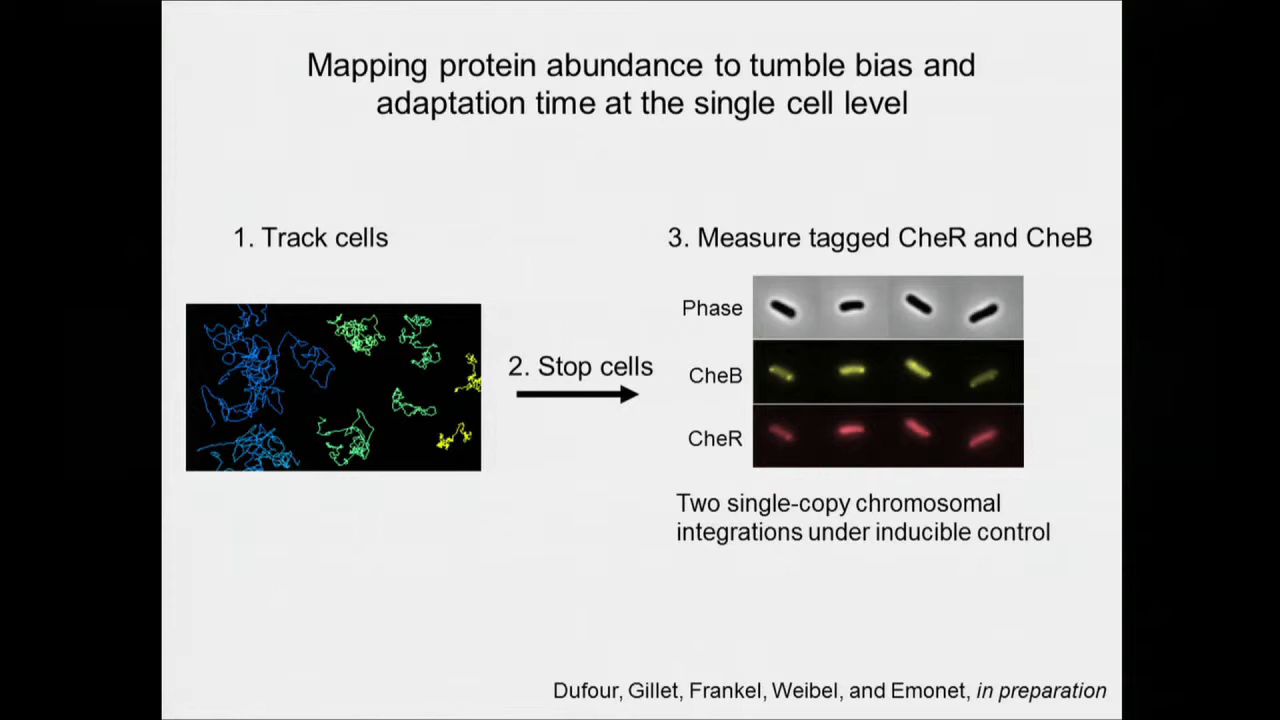 Mapping protein abundance to tumble bias and
adaptation time at the single cell level
1. Track cells
2. Stop cells
3. Measure tagged CheR and CheB
Phase
CheB
CheR
Two single-copy chromosomal
integrations under inducible control
Dufour, Gillet, Frankel, Weibel, and Emonet, in preparation